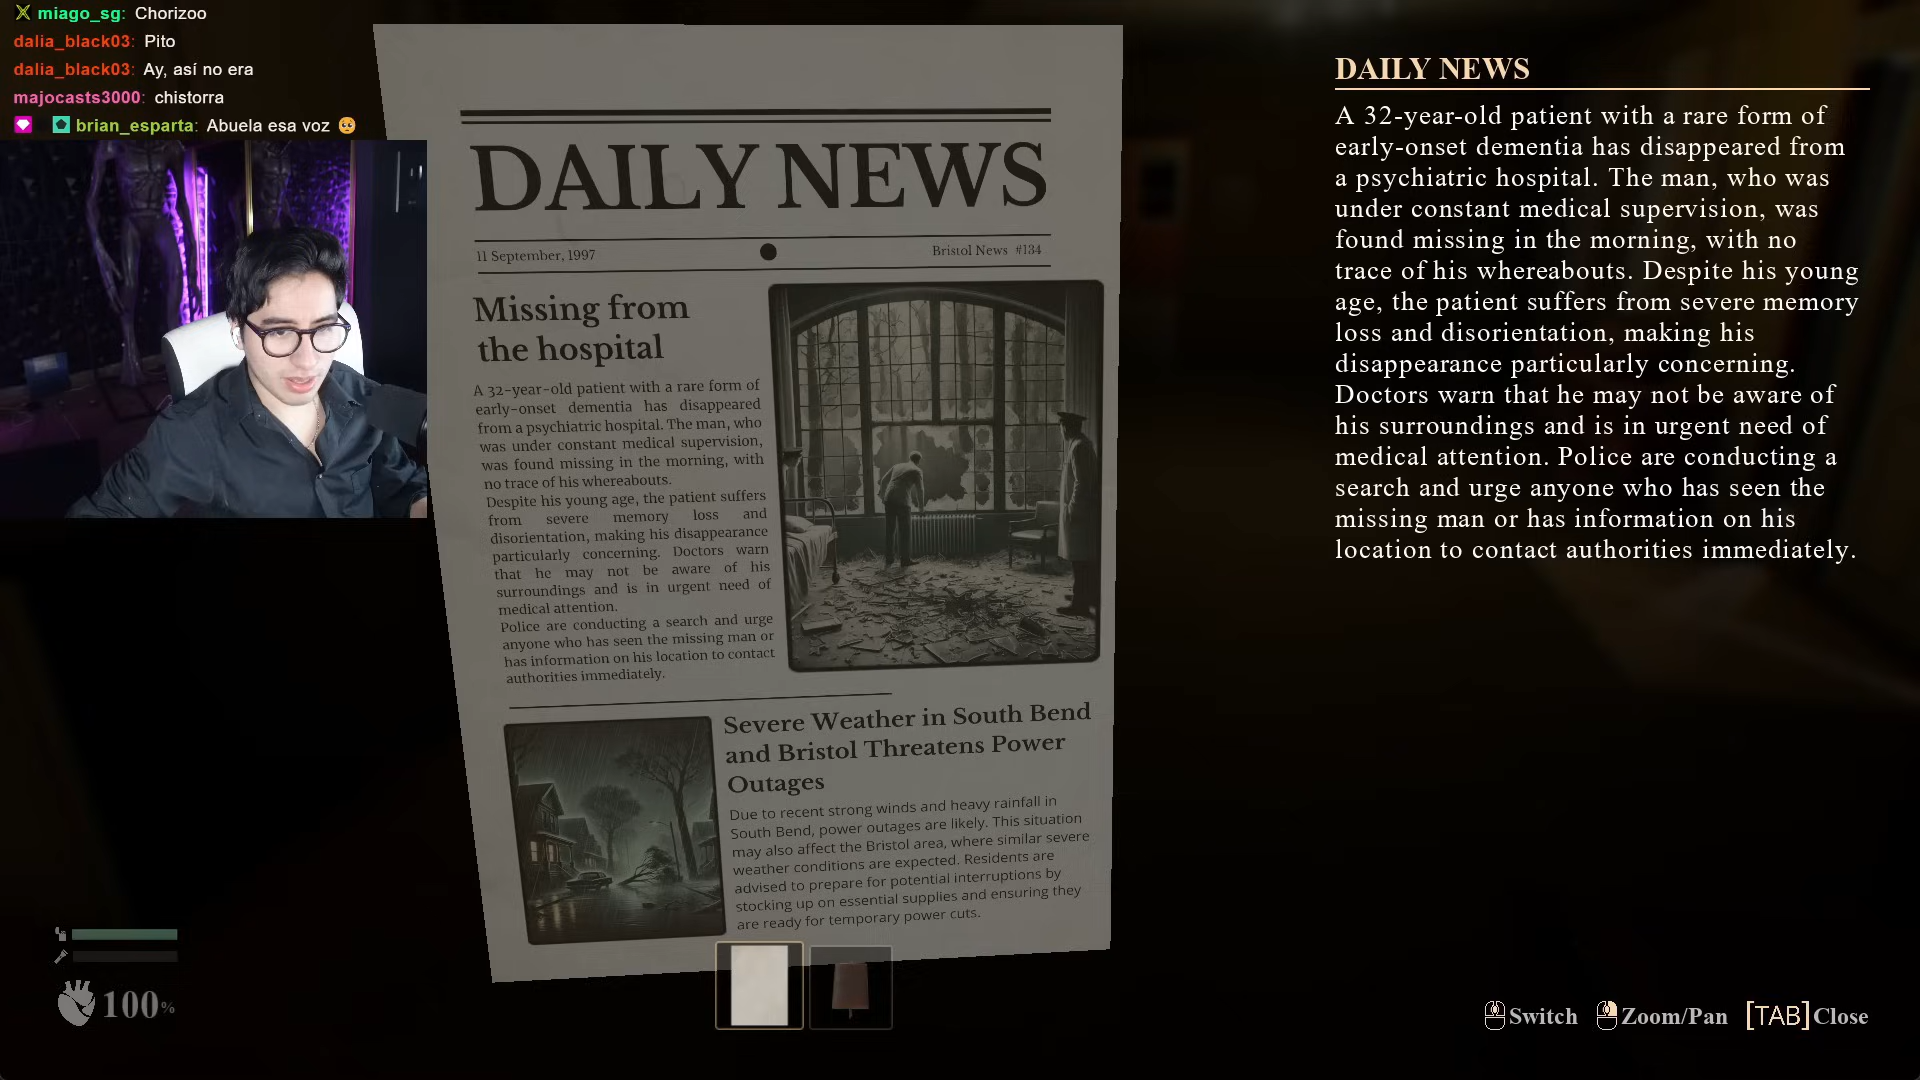 miago_sg: Chorizoo
dalia_black03: Pito
dalia_black03: Ay, así no era
majocasts3000: chistorra
brian_esparta: Abuela esa voz 🥺
DAILY NEWS
11 September, 1997
Bristol News #134
Missing from
the hospital
A 32-year-old patient with a rare form of
early-onset dementia has disappeared
from a psychiatric hospital. The man, who
was under constant medical supervision,
was found missing in the morning, with
no trace of his whereabouts.
Despite his young age, the patient suffers
from severe memory loss and
disorientation, making his disappearance
particularly concerning. Doctors warn
that he may not be aware of his
surroundings and is in urgent need of
medical attention.
Police are conducting a search and urge
anyone who has seen the missing man or
has information on his location to contact
authorities immediately.
Severe Weather in South Bend
and Bristol Threatens Power
Outages
Due to recent strong winds and heavy rainfall in
South Bend, power outages are likely. This situation
may also affect the Bristol area, where similar severe
weather conditions are expected. Residents are
advised to prepare for potential interruptions by
stocking up on essential supplies and ensuring they
are ready for temporary power cuts.
DAILY NEWS
A 32-year-old patient with a rare form of
early-onset dementia has disappeared from
a psychiatric hospital. The man, who was
under constant medical supervision, was
found missing in the morning, with no
trace of his whereabouts. Despite his young
age, the patient suffers from severe memory
loss and disorientation, making his
disappearance particularly concerning.
Doctors warn that he may not be aware of
his surroundings and is in urgent need of
medical attention. Police are conducting a
search and urge anyone who has seen the
missing man or has information on his
location to contact authorities immediately.
100%
Switch
Zoom/Pan
[TAB] Close